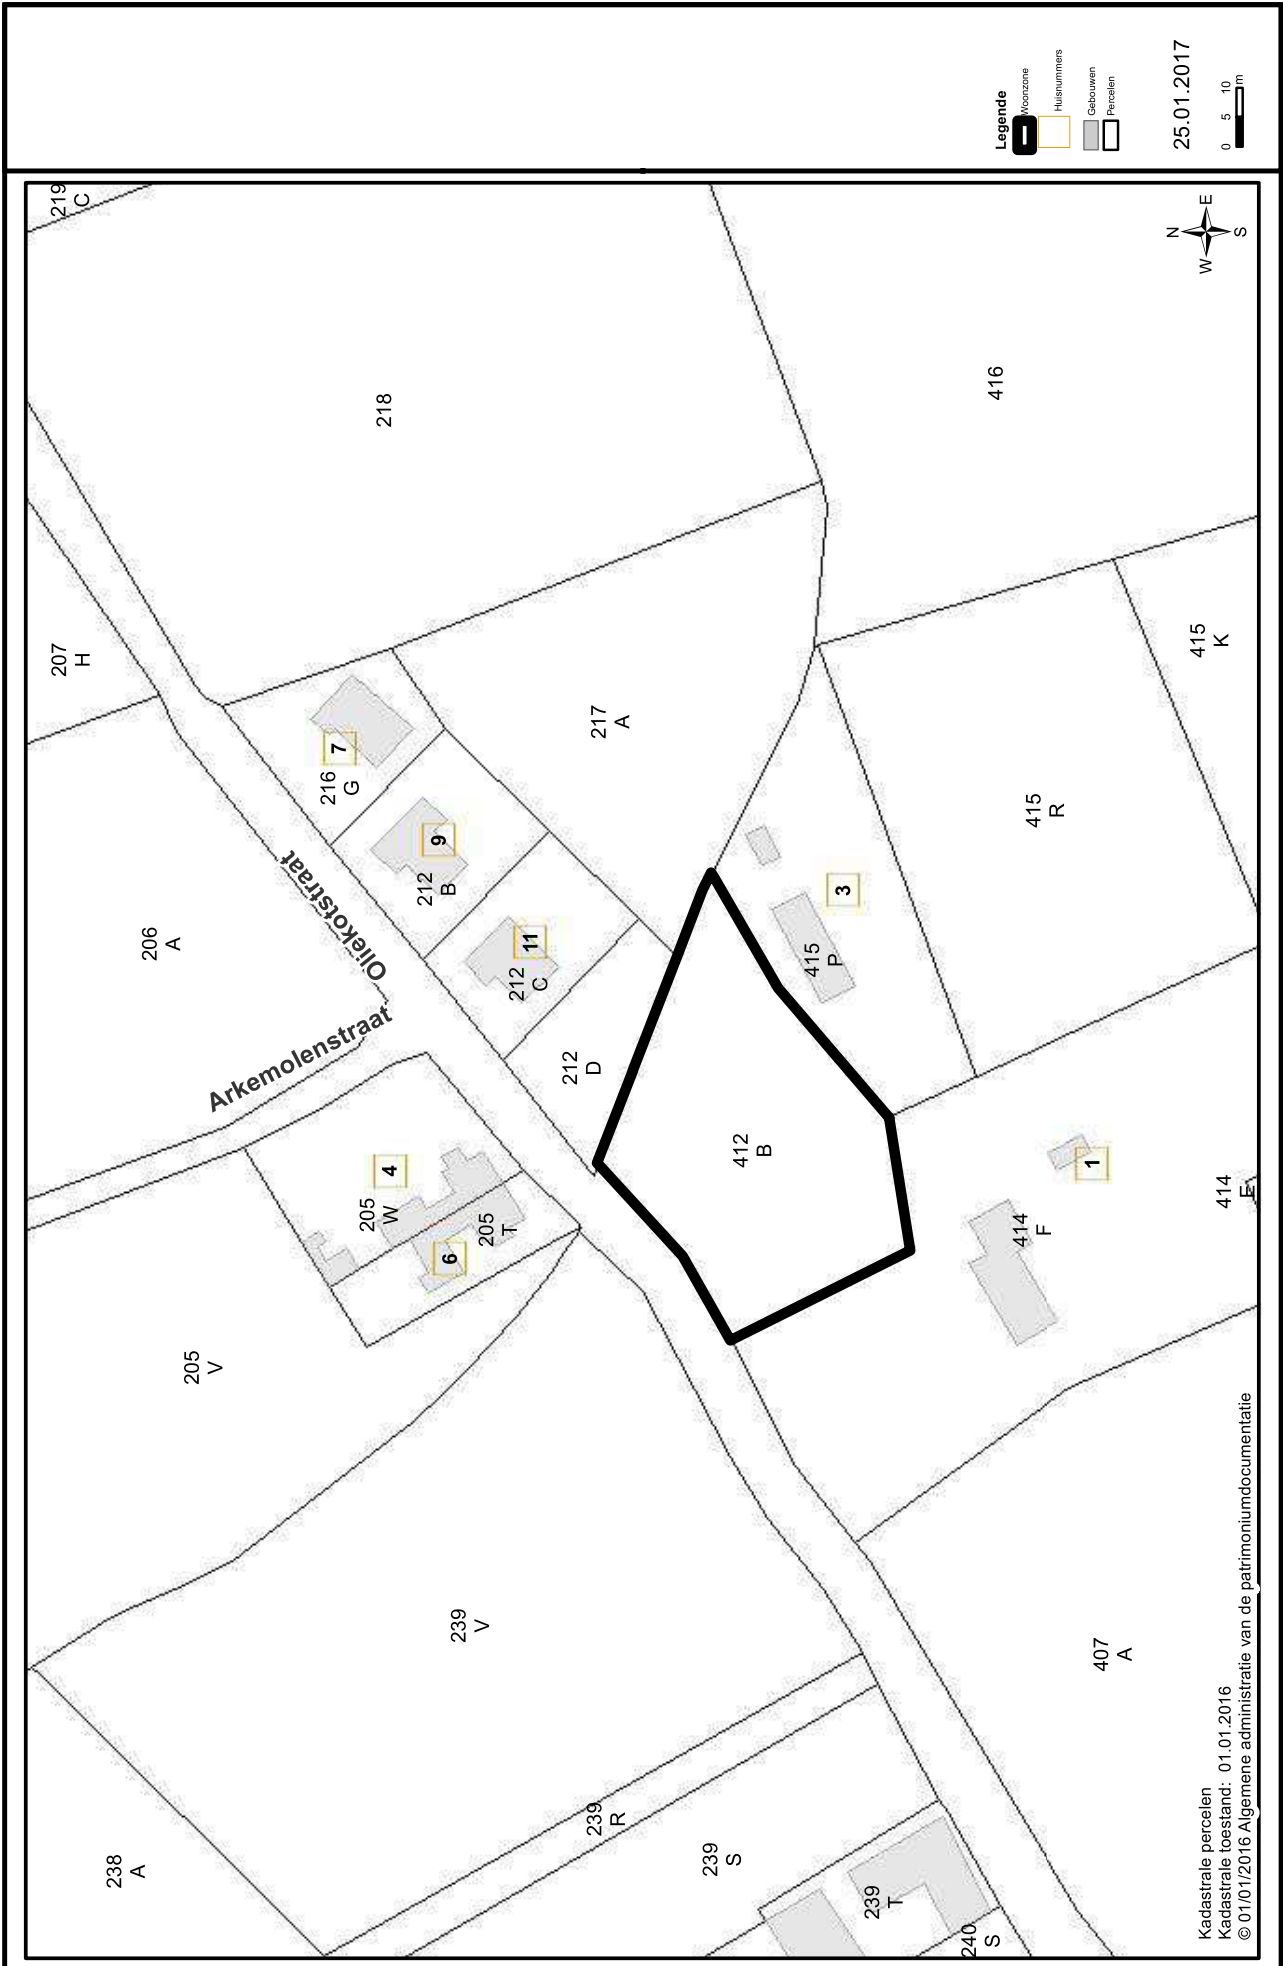 219
C
218
416
207
H
217
A
415
K
7
216
G
9
212
B
415
R
Oliekotstraat
206
A
11
212
C
3
415
P
Arkemolenstraat
212
D
412
B
4
205
W
205
T
6
1
414
F
414
E
205
V
239
V
407
A
239
R
239
S
238
A
239
T
240
S
N
E
S
W
Legende
Woonzone
Huisnummers
Gebouwen
Percelen
25.01.2017
0 5 10
m
Kadastrale percelen
Kadastrale toestand: 01.01.2016
© 01/01/2016 Algemene administratie van de patrimoniumdocumentatie